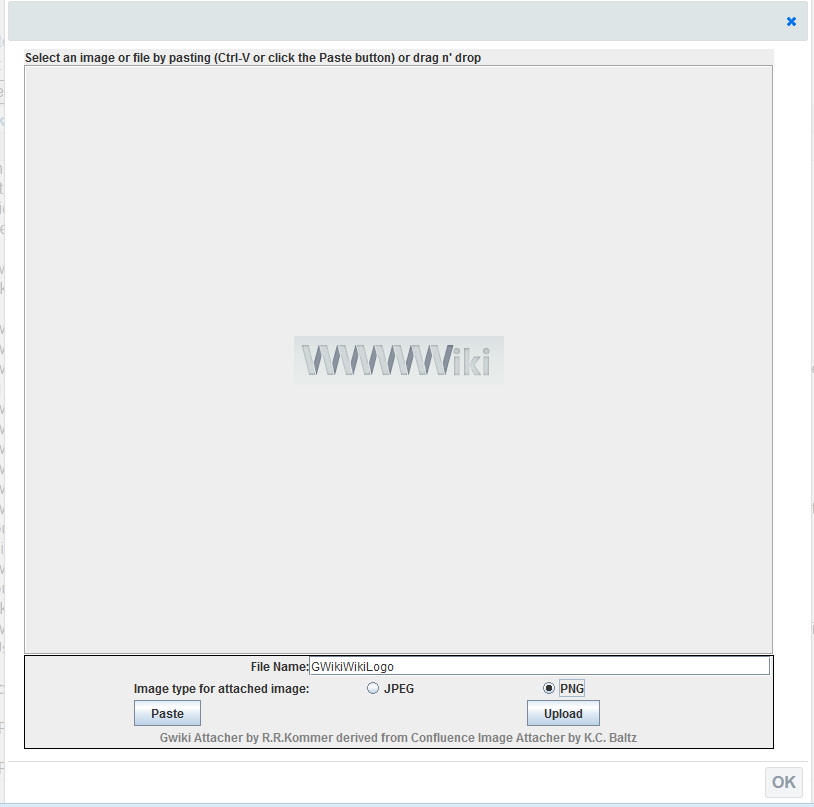 Select an image or file by pasting (Ctrl-V or click the Paste button) or drag n' drop
WWWWWiki
File Name: GWikiWikiLogo
Image type for attached image: JPEG PNG
Paste Upload
Gwiki Attacher by R.R.Kommer derived from Confluence Image Attacher by K.C. Baltz
OK